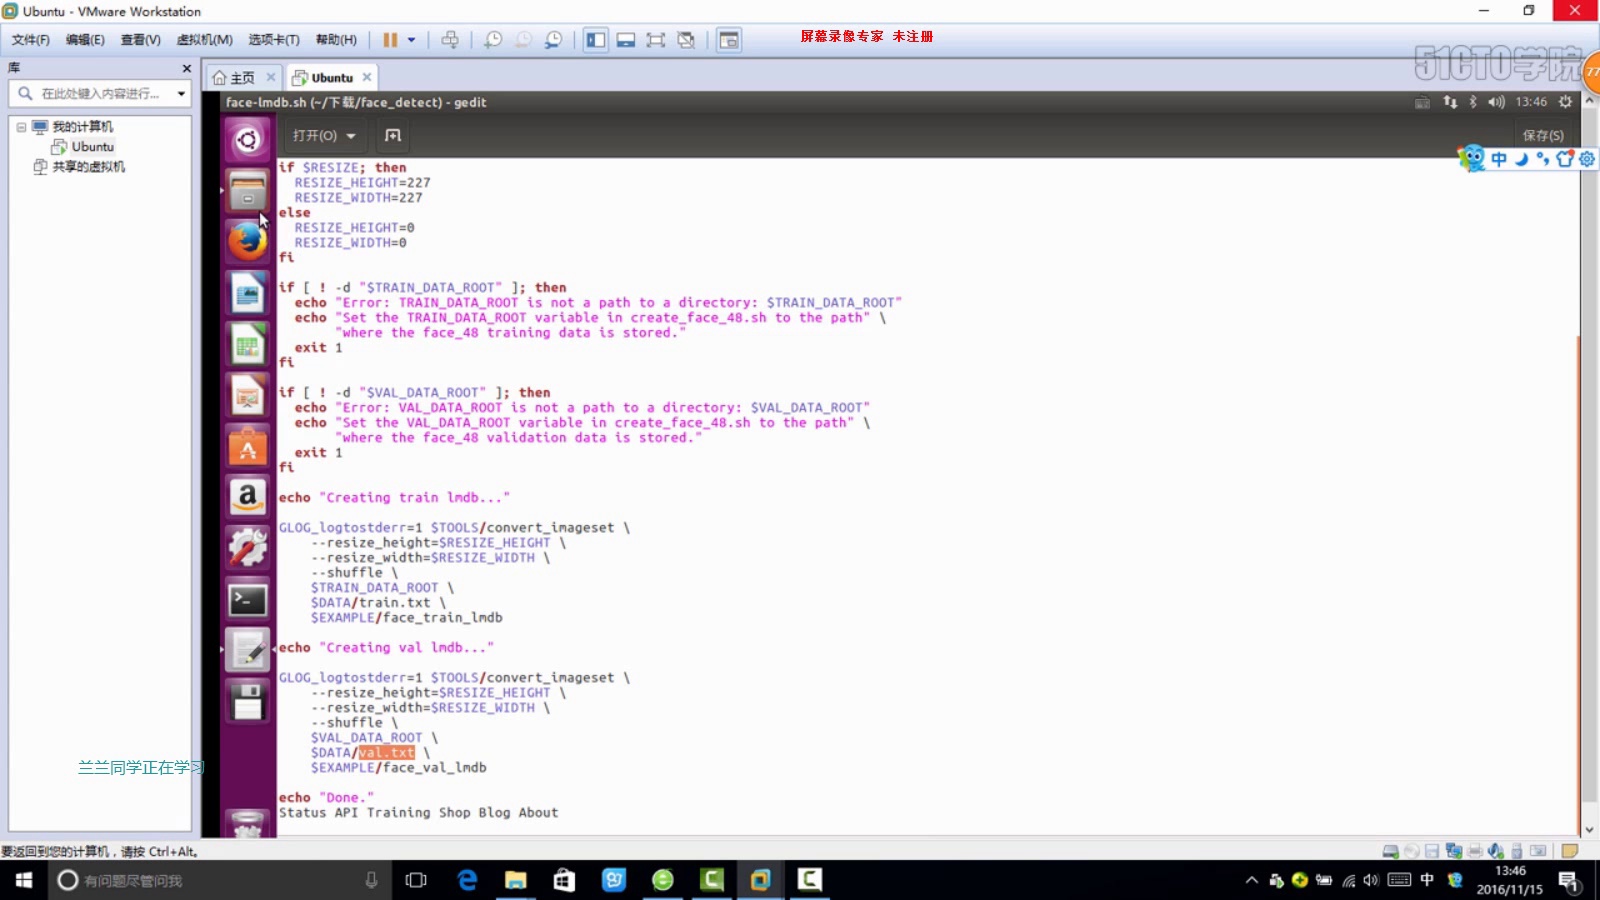 Ubuntu - VMware Workstation
文件(F) 编辑(E) 查看(V) 虚拟机(M) 选项卡(T) 帮助(H)
屏幕录像专家 未注册
51CTO学院
77
库
主页
Ubuntu
在此处键入内容进行...
我的计算机
Ubuntu
共享的虚拟机
face-lmdb.sh (~/下载/face_detect) - gedit
13:46
打开(O)
保存(S)
中
if $RESIZE; then
RESIZE_HEIGHT=227
RESIZE_WIDTH=227
else
RESIZE_HEIGHT=0
RESIZE_WIDTH=0
fi
if [ ! -d "$TRAIN_DATA_ROOT" ]; then
echo "Error: TRAIN_DATA_ROOT is not a path to a directory: $TRAIN_DATA_ROOT"
echo "Set the TRAIN_DATA_ROOT variable in create_face_48.sh to the path" \
"where the face_48 training data is stored."
exit 1
fi
if [ ! -d "$VAL_DATA_ROOT" ]; then
echo "Error: VAL_DATA_ROOT is not a path to a directory: $VAL_DATA_ROOT"
echo "Set the VAL_DATA_ROOT variable in create_face_48.sh to the path" \
"where the face_48 validation data is stored."
exit 1
fi
echo "Creating train lmdb..."
GLOG_logtostderr=1 $TOOLS/convert_imageset \
--resize_height=$RESIZE_HEIGHT \
--resize_width=$RESIZE_WIDTH \
--shuffle \
$TRAIN_DATA_ROOT \
$DATA/train.txt \
$EXAMPLE/face_train_lmdb
echo "Creating val lmdb..."
GLOG_logtostderr=1 $TOOLS/convert_imageset \
--resize_height=$RESIZE_HEIGHT \
--resize_width=$RESIZE_WIDTH \
--shuffle \
$VAL_DATA_ROOT \
$DATA/val.txt \
$EXAMPLE/face_val_lmdb
echo "Done."
Status API Training Shop Blog About
兰兰同学正在学习
要返回到您的计算机，请按 Ctrl+Alt。
有问题尽管问我
中
13:46
2016/11/15
1